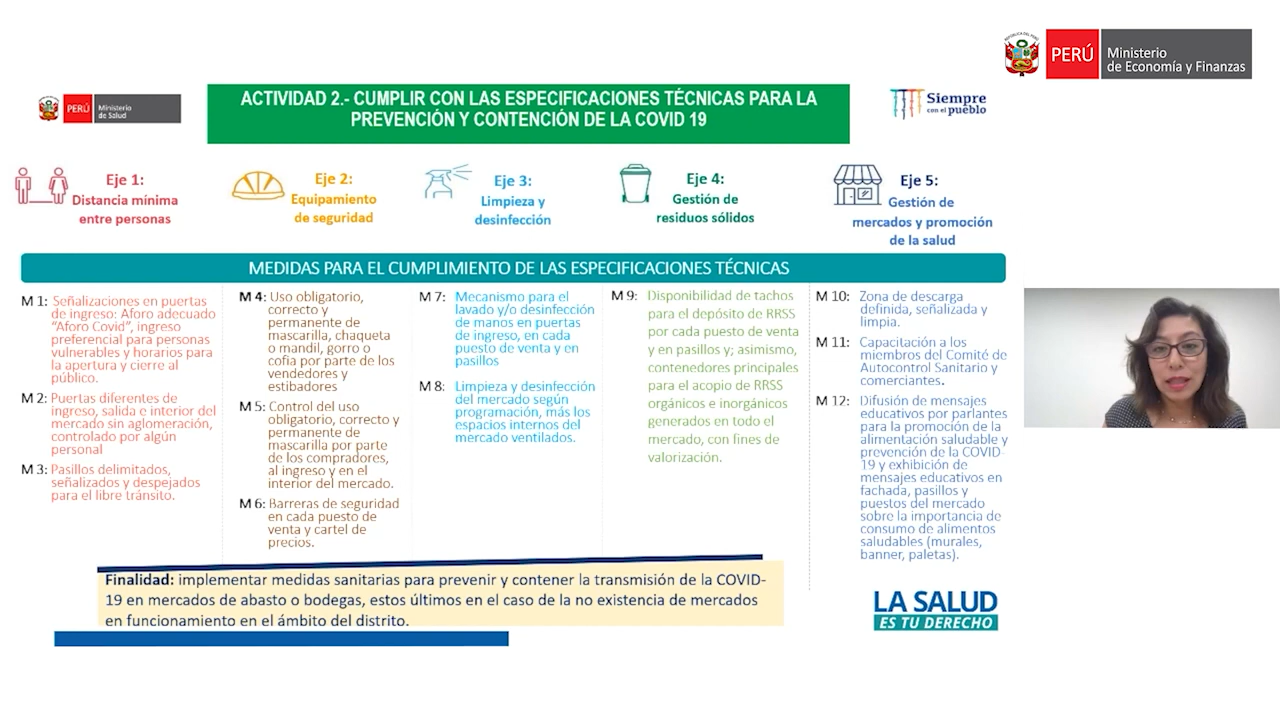 PERÚ
Ministerio
de Economía y Finanzas
PERÚ
Ministerio
de Salud
ACTIVIDAD 2.- CUMPLIR CON LAS ESPECIFICACIONES TÉCNICAS PARA LA
PREVENCIÓN Y CONTENCIÓN DE LA COVID 19
Siempre
con el pueblo
Eje 1:
Distancia mínima
entre personas
Eje 2:
Equipamiento
de seguridad
Eje 3:
Limpieza y
desinfección
Eje 4:
Gestión de
residuos sólidos
Eje 5:
Gestión de
mercados y promoción
de la salud
MEDIDAS PARA EL CUMPLIMIENTO DE LAS ESPECIFICACIONES TÉCNICAS
M 1: Señalizaciones en puertas
de ingreso: Aforo adecuado
“Aforo Covid”, ingreso
preferencial para personas
vulnerables y horarios para
la apertura y cierre al
público.
M 2: Puertas diferentes de
ingreso, salida e interior del
mercado sin aglomeración,
controlado por algún
personal
M 3: Pasillos delimitados,
señalizados y despejados
para el libre tránsito.
M 4: Uso obligatorio,
correcto y
permanente de
mascarilla, chaqueta
o mandil, gorro o
cofia por parte de los
vendedores y
estibadores
M 5: Control del uso
obligatorio, correcto y
permanente de
mascarilla por parte
de los compradores,
al ingreso y en el
interior del mercado.
M 6: Barreras de seguridad
en cada puesto de
venta y cartel de
precios.
M 7: Mecanismo para el
lavado y/o desinfección
de manos en puertas
de ingreso, en cada
puesto de venta y en
pasillos
M 8: Limpieza y desinfección
del mercado según
programación, más los
espacios internos del
mercado ventilados.
M 9: Disponibilidad de tachos
para el depósito de RRSS
por cada puesto de venta
y en pasillos y; asimismo,
contenedores principales
para el acopio de RRSS
orgánicos e inorgánicos
generados en todo el
mercado, con fines de
valorización.
M 10: Zona de descarga
definida, señalizada y
limpia.
M 11: Capacitación a los
miembros del Comité de
Autocontrol Sanitario y
comerciantes.
M 12: Difusión de mensajes
educativos por parlantes
para la promoción de la
alimentación saludable y
prevención de la COVID-
19 y exhibición de
mensajes educativos en
fachada, pasillos y
puestos del mercado
sobre la importancia de
consumo de alimentos
saludables (murales,
banner, paletas).
Finalidad: implementar medidas sanitarias para prevenir y contener la transmisión de la COVID-
19 en mercados de abasto o bodegas, estos últimos en el caso de la no existencia de mercados
en funcionamiento en el ámbito del distrito.
LA SALUD
ES TU DERECHO